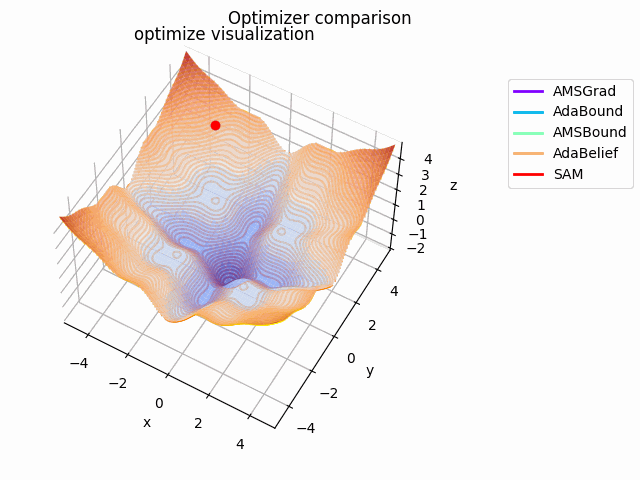 Optimizer comparison
optimize visualization
AMSGrad
AdaBound
AMSBound
AdaBelief
SAM
4
3
2
1
0
−1
−2
z
4
2
0
−2
−4
y
−4
−2
0
2
4
x